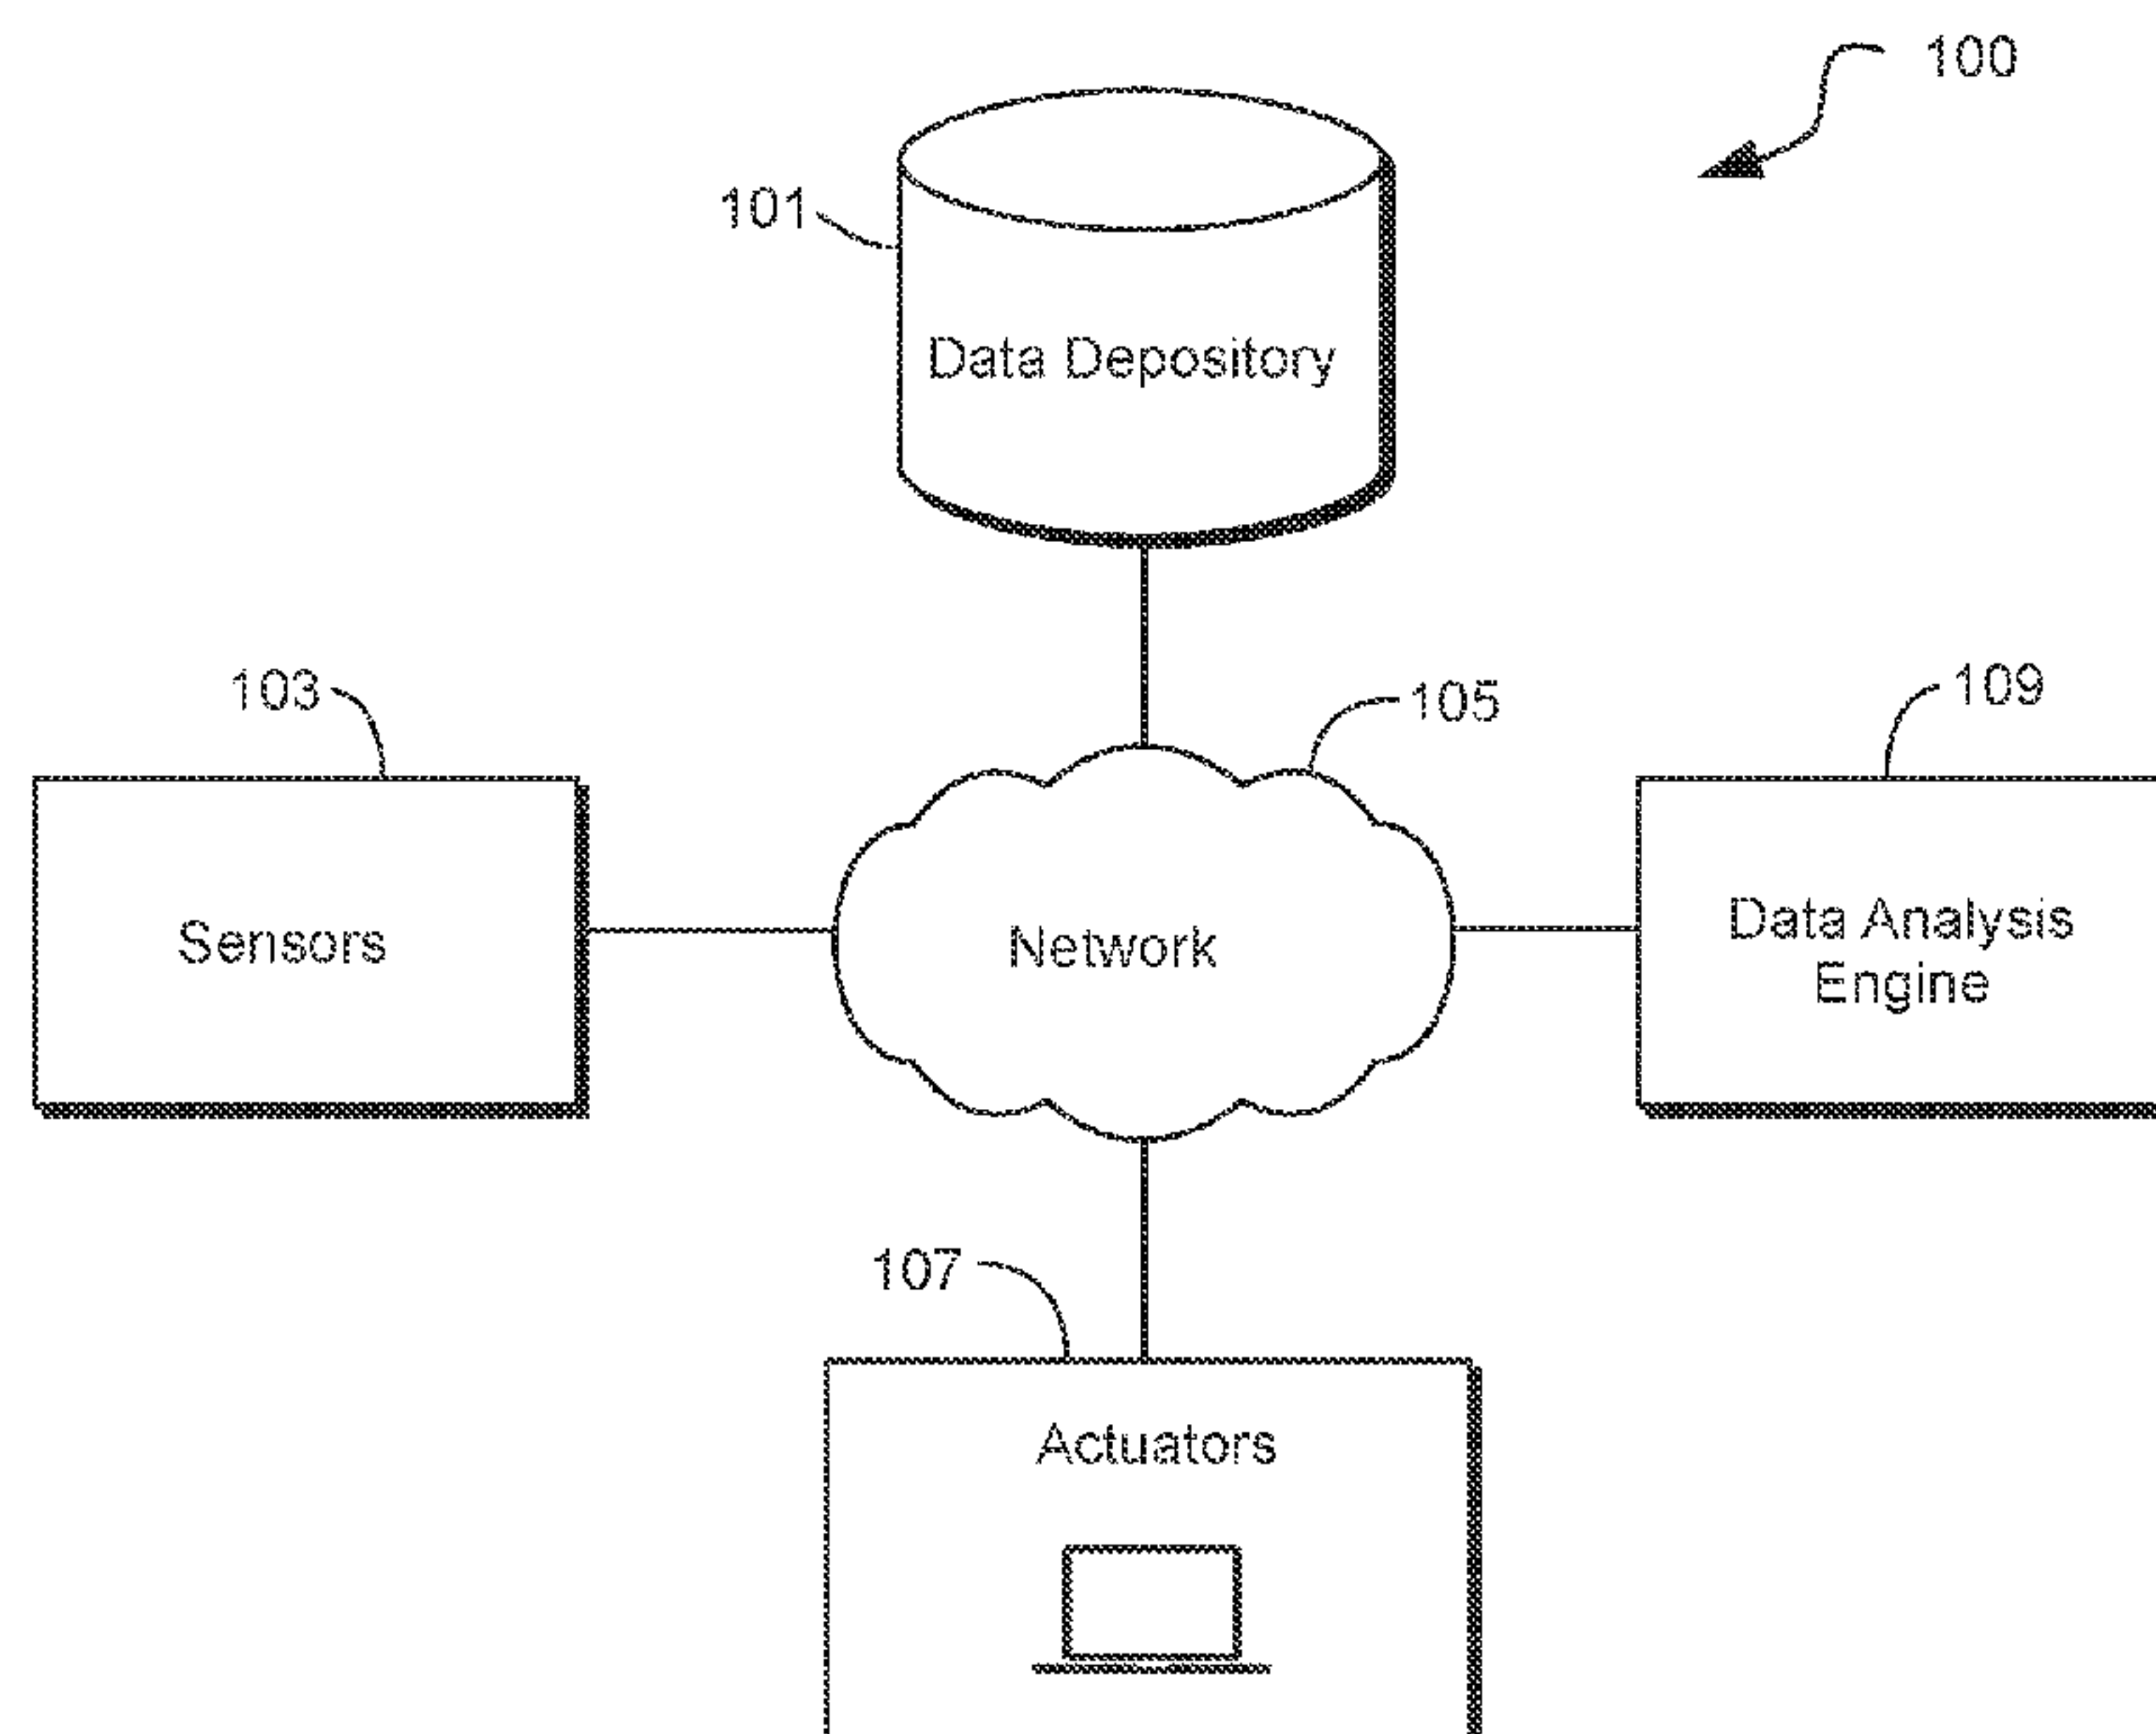 100
101
Data Depository
103
105
109
Sensors
Network
Data Analysis
Engine
107
Actuators